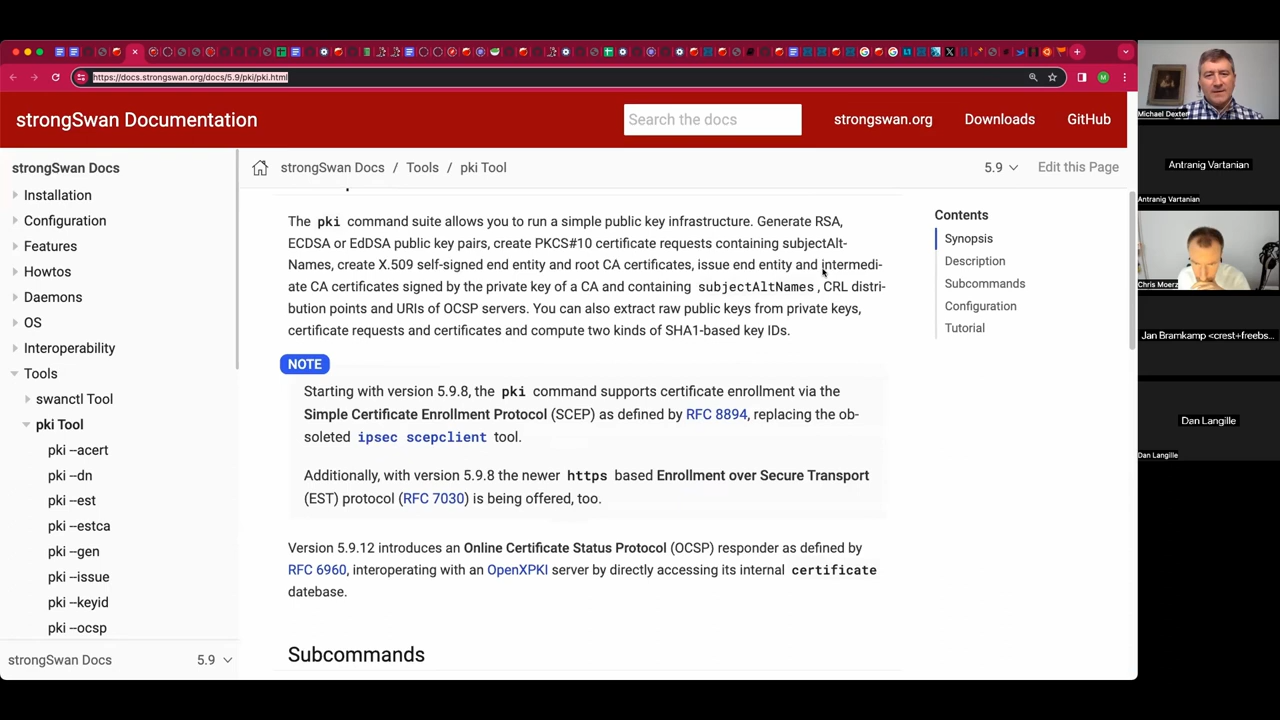 https://docs.strongswan.org/docs/5.9/pki/pki.html
M
strongSwan Documentation
Search the docs
strongswan.org
Downloads
GitHub
strongSwan Docs
Installation
Configuration
Features
Howtos
Daemons
OS
Interoperability
Tools
swanctl Tool
pki Tool
pki --acert
pki --dn
pki --est
pki --estca
pki --gen
pki --issue
pki --keyid
pki --ocsp
strongSwan Docs 5.9
strongSwan Docs / Tools / pki Tool
5.9
Edit this Page
The pki command suite allows you to run a simple public key infrastructure. Generate RSA,
ECDSA or EdDSA public key pairs, create PKCS#10 certificate requests containing subjectAlt-
Names, create X.509 self-signed end entity and root CA certificates, issue end entity and intermedi-
ate CA certificates signed by the private key of a CA and containing subjectAltNames, CRL distri-
bution points and URIs of OCSP servers. You can also extract raw public keys from private keys,
certificate requests and certificates and compute two kinds of SHA1-based key IDs.
NOTE
Starting with version 5.9.8, the pki command supports certificate enrollment via the
Simple Certificate Enrollment Protocol (SCEP) as defined by RFC 8894, replacing the ob-
soleted ipsec scepclient tool.
Additionally, with version 5.9.8 the newer https based Enrollment over Secure Transport
(EST) protocol (RFC 7030) is being offered, too.
Version 5.9.12 introduces an Online Certificate Status Protocol (OCSP) responder as defined by
RFC 6960, interoperating with an OpenXPKI server by directly accessing its internal certificate
datebase.
Subcommands
Contents
Synopsis
Description
Subcommands
Configuration
Tutorial
Michael Dexter
Antranig Vartanian
Antranig Vartanian
Chris Moerz
Jan Bramkamp <crest+freebs...
Dan Langille
Dan Langille